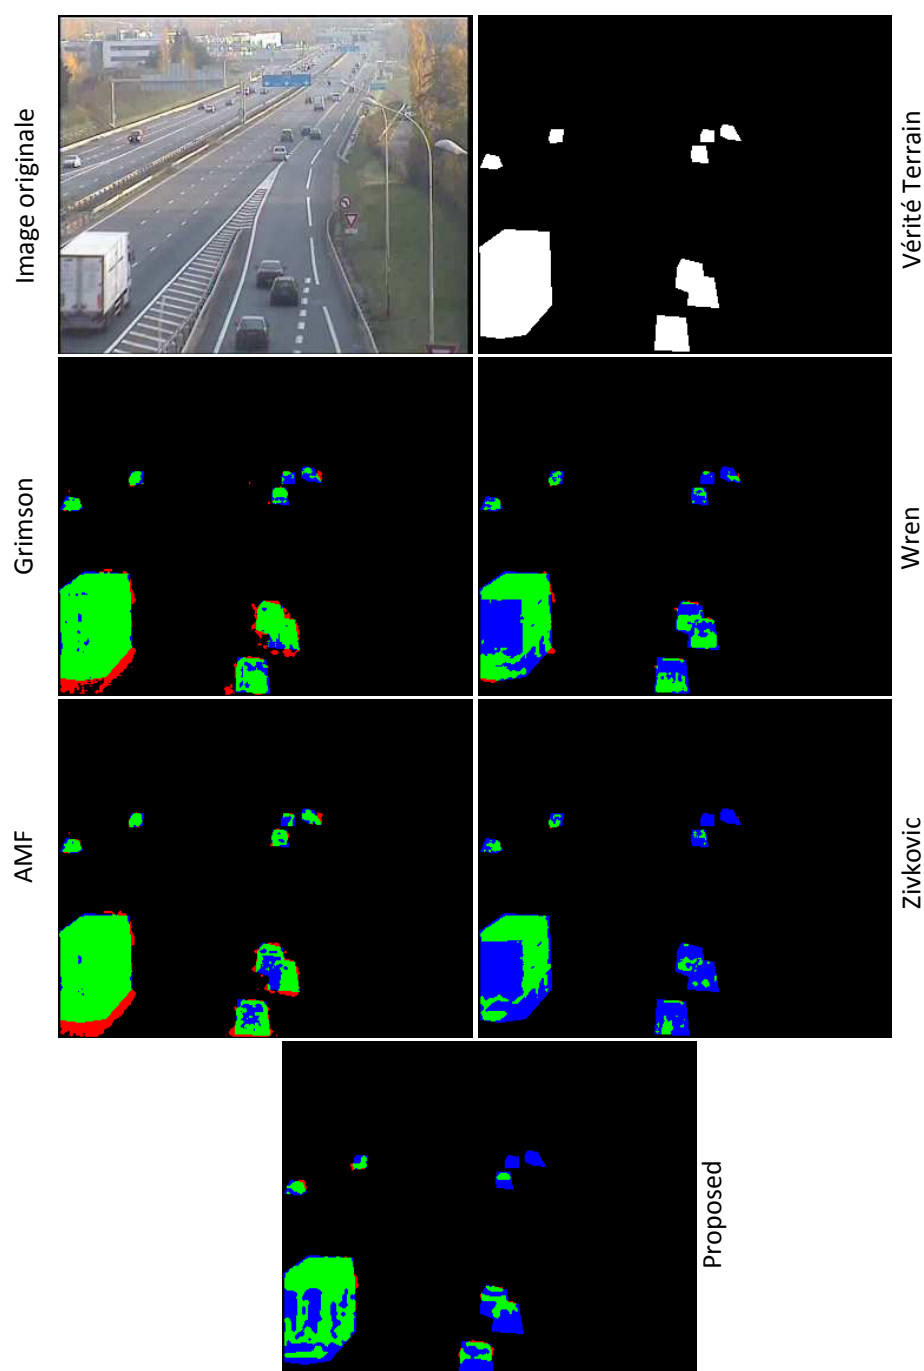 Image originale
Vérité Terrain
Grimson
Wren
AMF
Zivkovic
Proposed